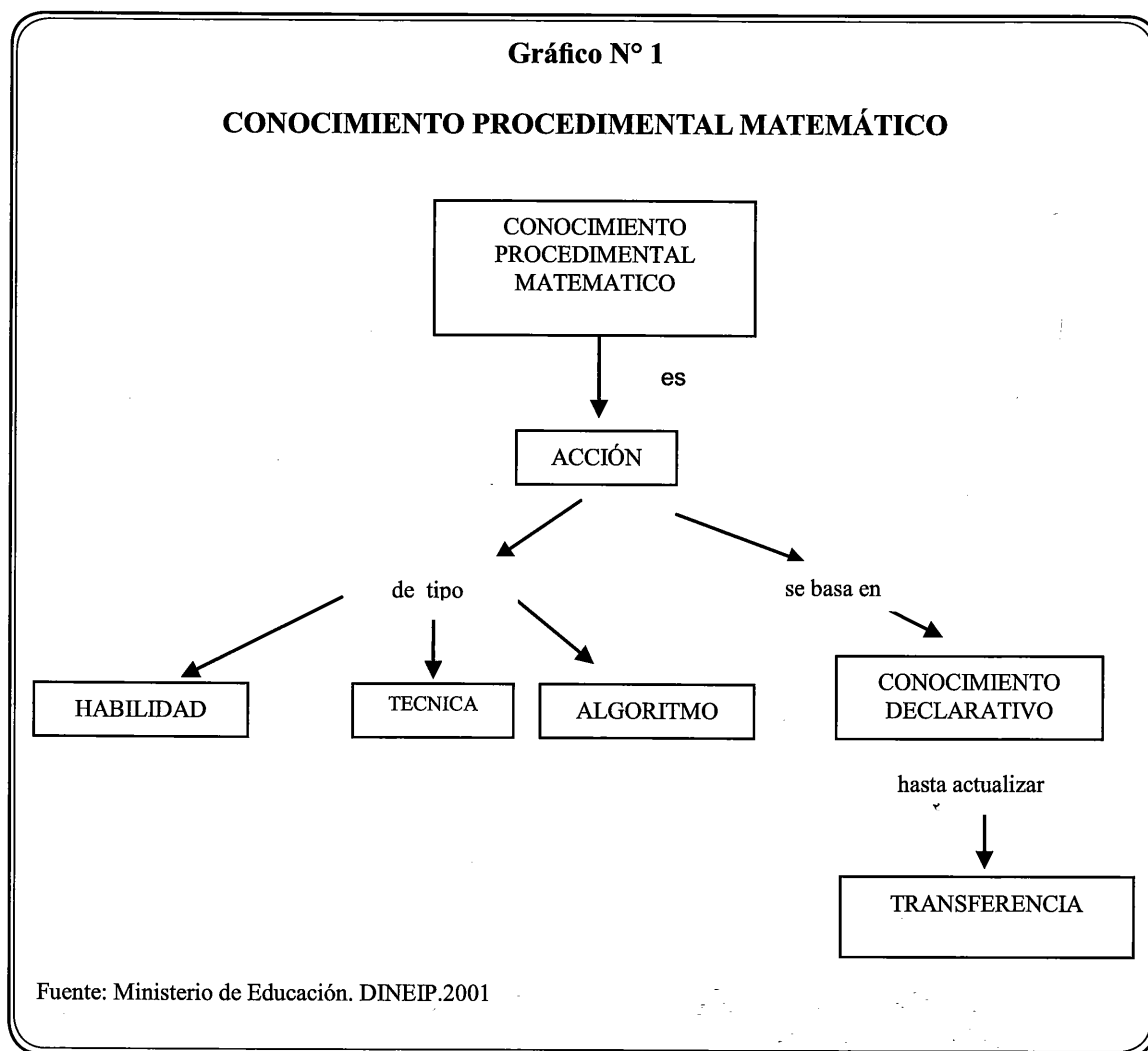 Gráfico N° 1
CONOCIMIENTO PROCEDIMENTAL MATEMÁTICO
CONOCIMIENTO
PROCEDIMENTAL
MATEMATICO
es
ACCIÓN
de tipo
se basa en
HABILIDAD
TECNICA
ALGORITMO
CONOCIMIENTO
DECLARATIVO
hasta actualizar
TRANSFERENCIA
Fuente: Ministerio de Educación. DINEIP.2001